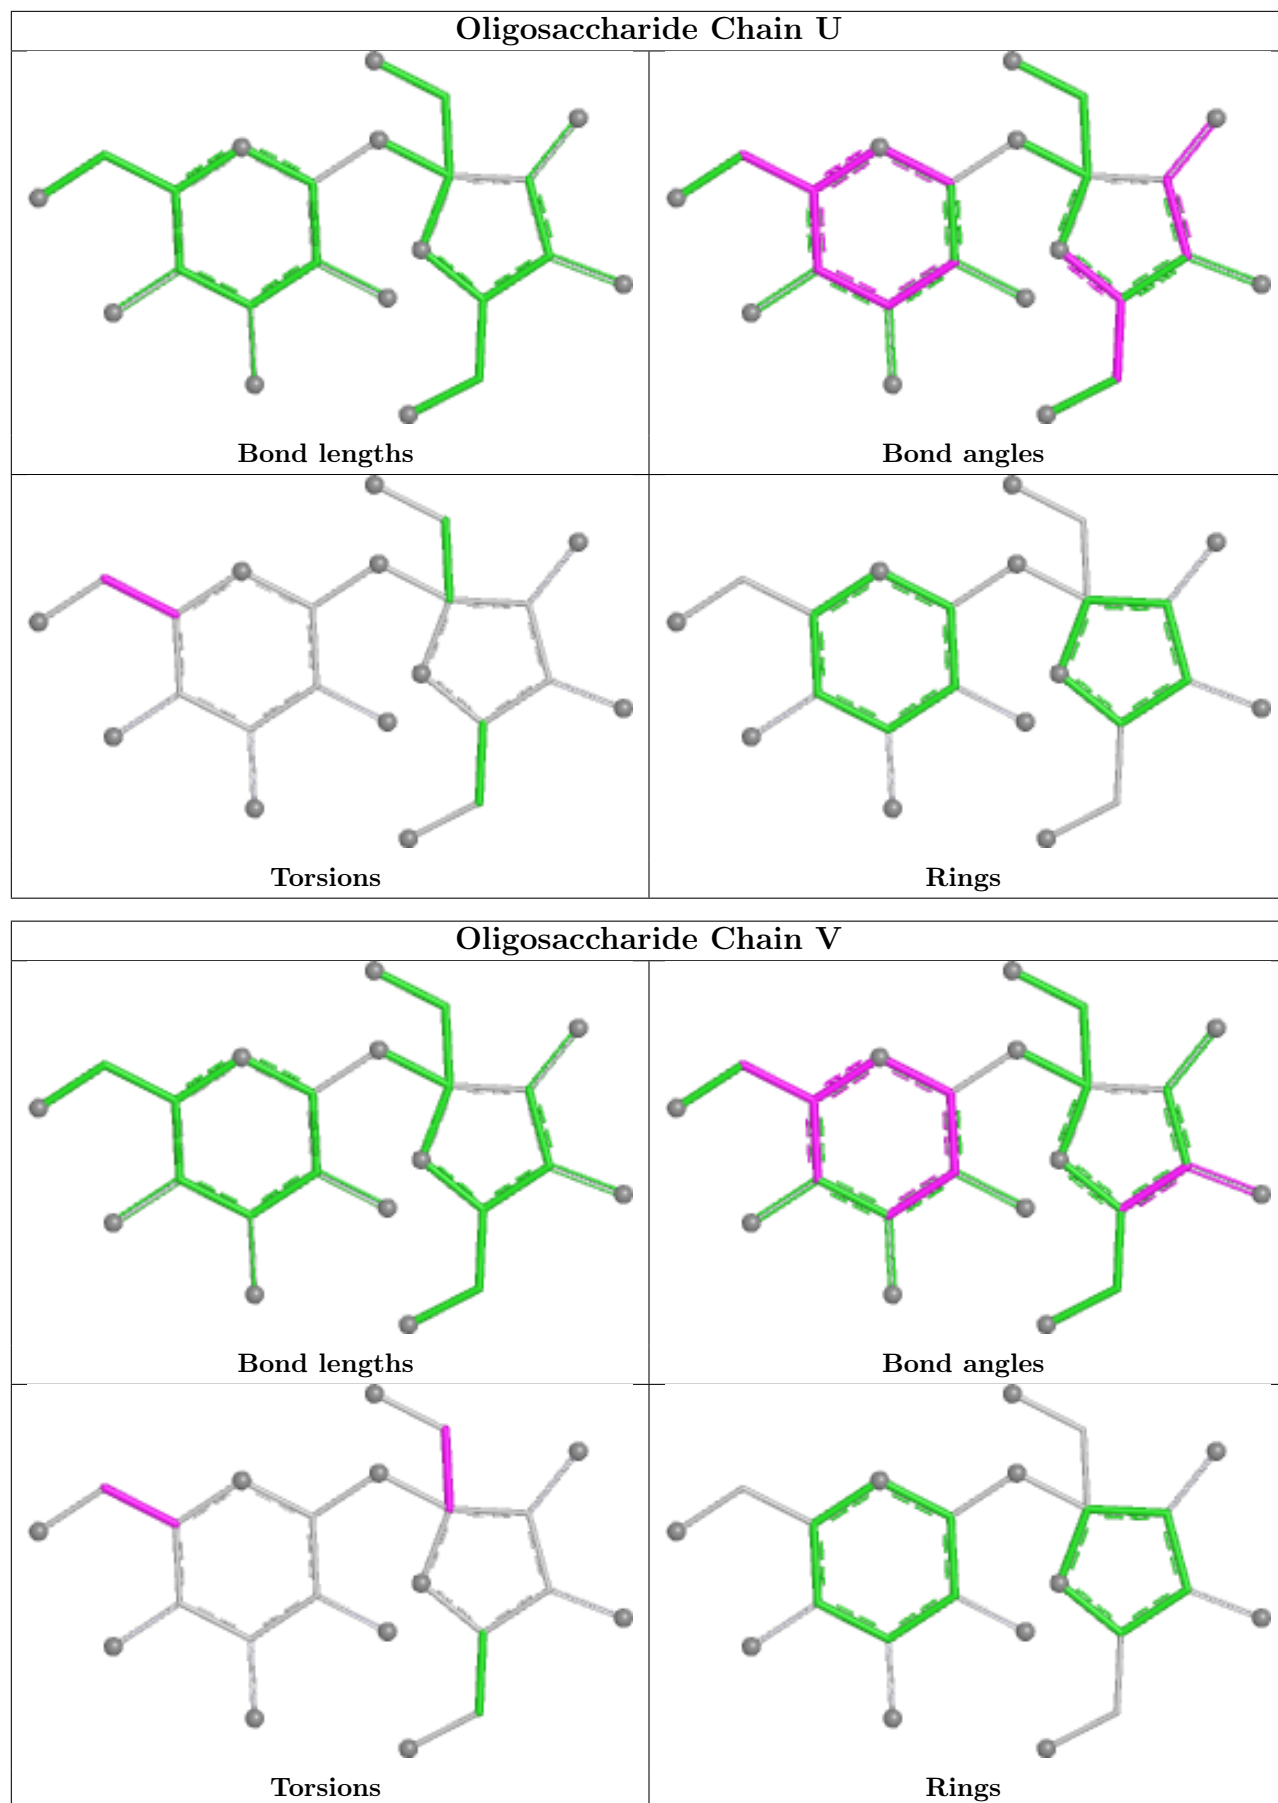 Oligosaccharide Chain U
Bond lengths
Bond angles
Torsions
Rings
Oligosaccharide Chain V
Bond lengths
Bond angles
Torsions
Rings